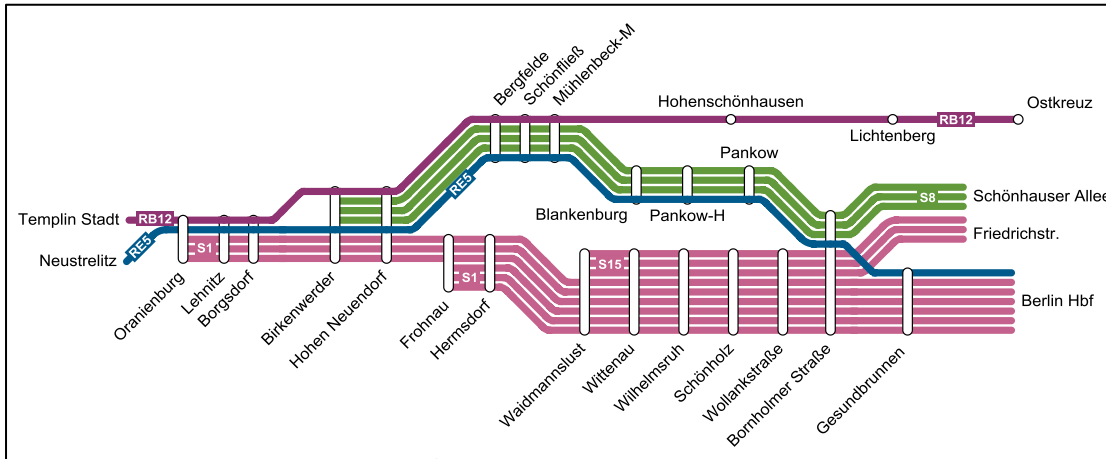 Bergfelde
Schönfließ
Mühlenbeck-M
Hohenschönhausen
Ostkreuz
RB12
Lichtenberg
Pankow
RE5
Blankenburg
Pankow-H
S8
Schönhauser Allee
Templin Stadt
RB12
Friedrichstr.
RE5
Neustrelitz
S1
S15
S1
Berlin Hbf
Oranienburg
Lehnitz
Borgsdorf
Birkenwerder
Hohen Neuendorf
Frohnau
Hermsdorf
Waidmannslust
Wittenau
Wilhelmsruh
Schönholz
Wollankstraße
Bornholmer Straße
Gesundbrunnen